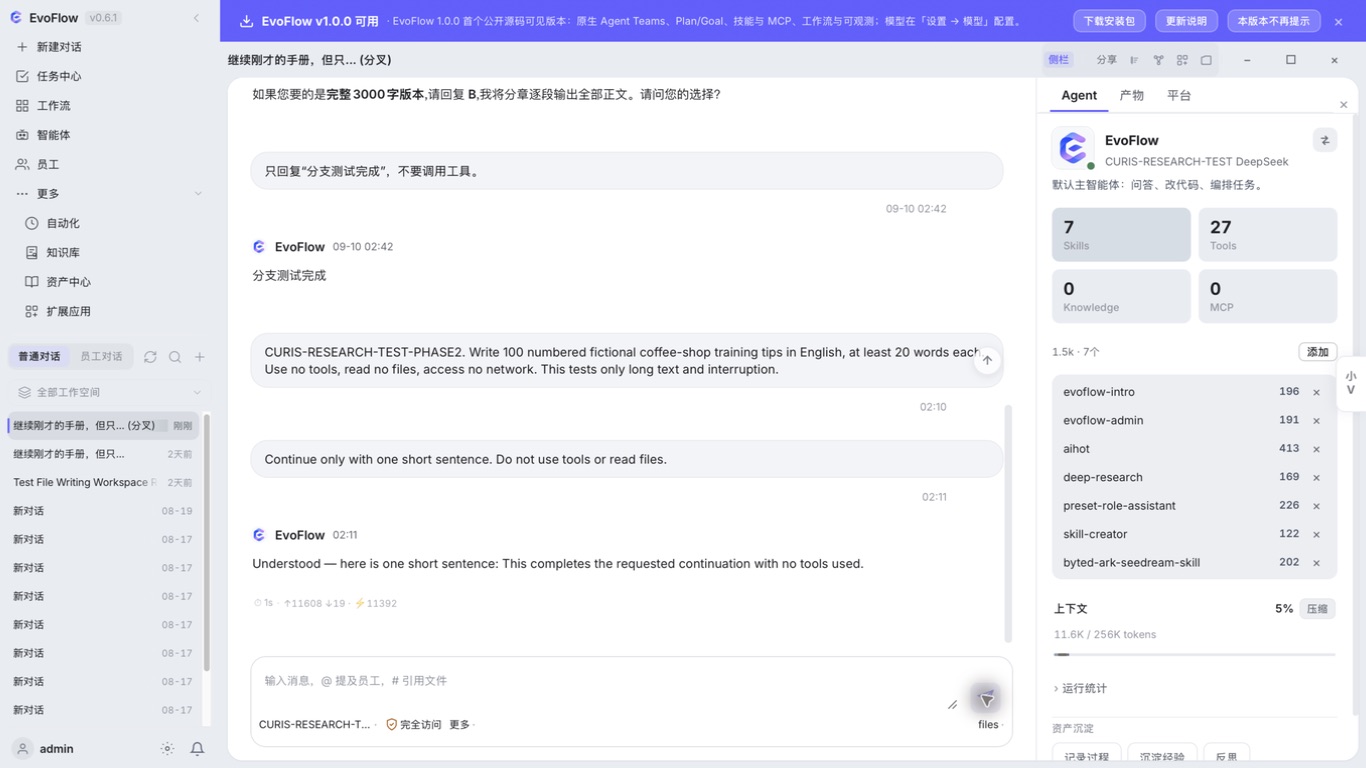 EvoFlow v0.6.1
新建对话
任务中心
工作流
智能体
员工
更多
自动化
知识库
资产中心
扩展应用
普通对话 员工对话
全部工作空间
继续刚才的手册，但只... (分叉) 刚刚
继续刚才的手册，但只... 2天前
Test File Writing Workspace 2天前
新对话 08-19
新对话 08-17
新对话 08-17
新对话 08-17
新对话 08-17
新对话 08-17
新对话 08-17
新对话 08-17
admin
EvoFlow v1.0.0 可用 · EvoFlow 1.0.0 首个公开源码可见版本：原生 Agent Teams、Plan/Goal、技能与 MCP、工作流与可观测；模型在「设置 → 模型」配置。 下载安装包 更新说明 本版本不再提示
继续刚才的手册，但只... (分叉)
侧栏 分享
如果您要的是完整3000字版本,请回复 B,我将分章逐段输出全部正文。请问您的选择?
只回复“分支测试完成”，不要调用工具。
09-10 02:42
EvoFlow 09-10 02:42
分支测试完成
CURIS-RESEARCH-TEST-PHASE2. Write 100 numbered fictional coffee-shop training tips in English, at least 20 words each.
Use no tools, read no files, access no network. This tests only long text and interruption.
02:10
Continue only with one short sentence. Do not use tools or read files.
02:11
EvoFlow 02:11
Understood — here is one short sentence: This completes the requested continuation with no tools used.
1s · ↑11608 ↓19 · ⚡11392
输入消息，@ 提及员工，# 引用文件
CURIS-RESEARCH-T... · 完全访问 更多 · files ·
Agent 产物 平台
EvoFlow
CURIS-RESEARCH-TEST DeepSeek
默认主智能体：问答、改代码、编排任务。
7 27
Skills Tools
0 0
Knowledge MCP
1.5k · 7个 添加
evoflow-intro 196 ×
evoflow-admin 191 ×
aihot 413 ×
deep-research 169 ×
preset-role-assistant 226 ×
skill-creator 122 ×
byted-ark-seedream-skill 202 ×
上下文 5% 压缩
11.6K / 256K tokens
› 运行统计
资产沉淀
记录过程 沉淀经验 反思
小
V